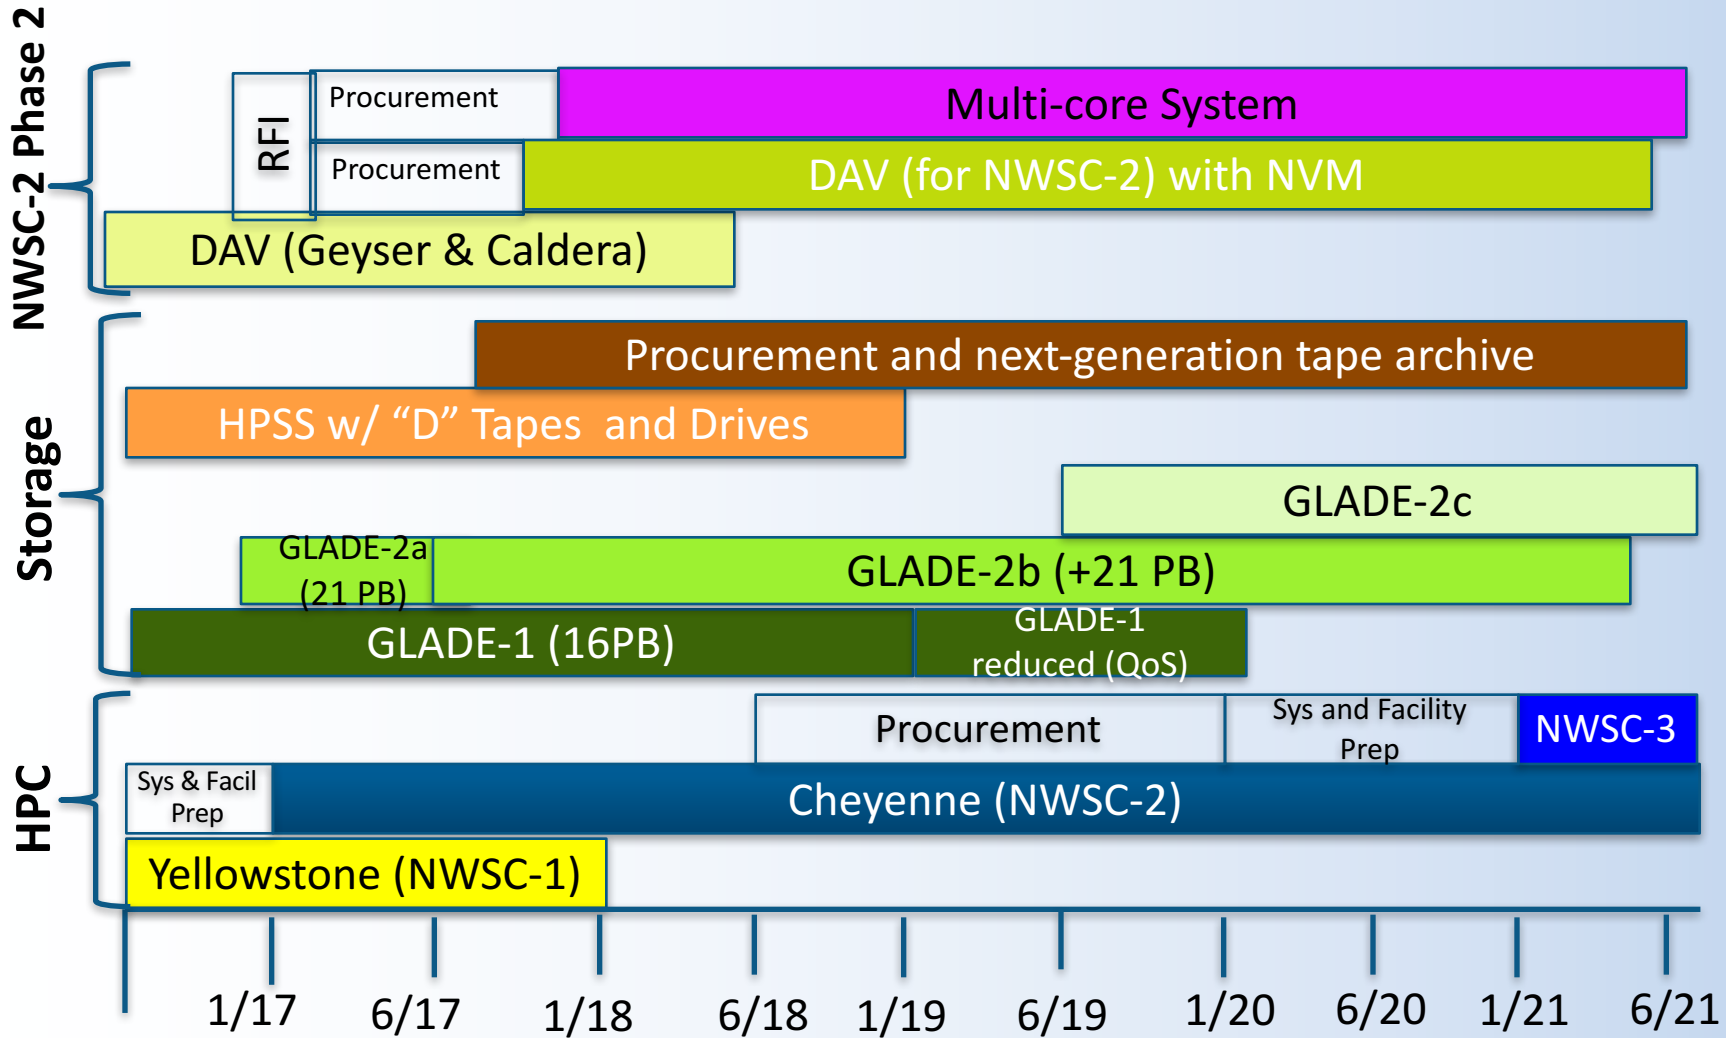 NWSC-2 Phase 2
RFI
Procurement
Multi-core System
Procurement
DAV (for NWSC-2) with NVM
DAV (Geyser & Caldera)
Storage
Procurement and next-generation tape archive
HPSS w/ “D” Tapes and Drives
GLADE-2c
GLADE-2a
(21 PB)
GLADE-2b (+21 PB)
GLADE-1 (16PB)
GLADE-1
reduced (QoS)
HPC
Procurement
Sys and Facility
Prep
NWSC-3
Sys & Facil
Prep
Cheyenne (NWSC-2)
Yellowstone (NWSC-1)
1/17 6/17 1/18 6/18 1/19 6/19 1/20 6/20 1/21 6/21